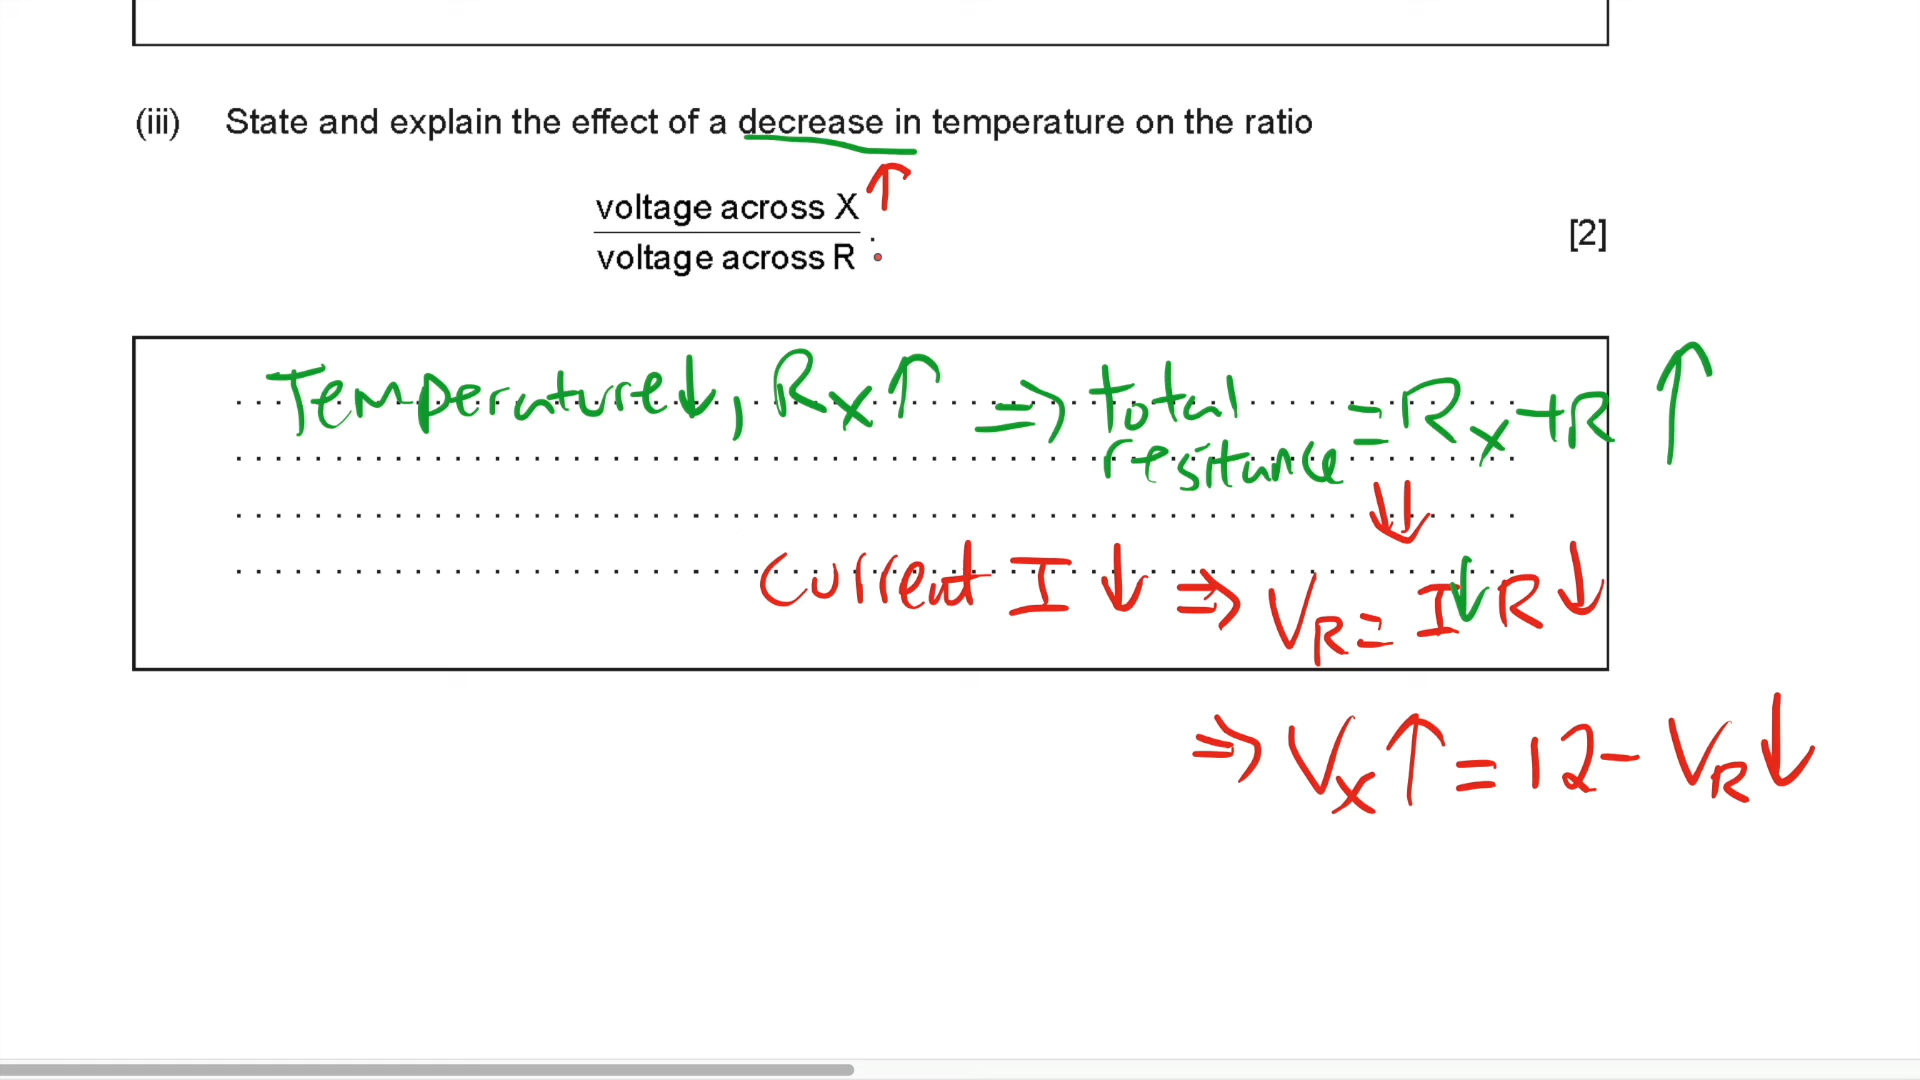 (iii) State and explain the effect of a decrease in temperature on the ratio
↑
voltage across X
voltage across R .
[2]
Temperature↓, Rx↑ ⇒ total = Rx+R ↑
resitance
⇓
Current I ↓ ⇒ VR = I↓R ↓
⇒ Vx↑ = 12 - VR↓